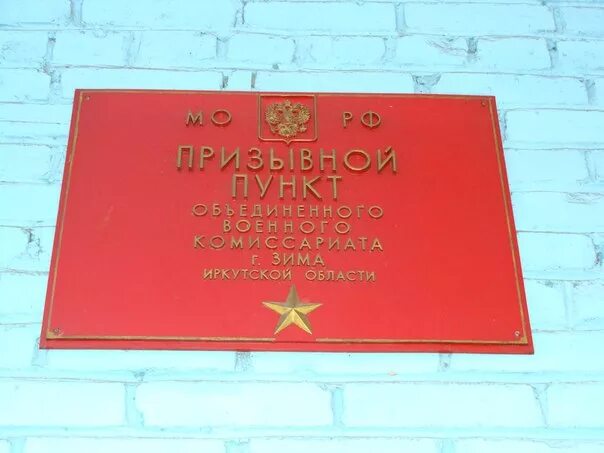 МО РФ
ПРИЗЫВНОЙ
ПУНКТ
ОБЪЕДИНЕННОГО
ВОЕННОГО
КОМИССАРИАТА
г. ЗИМА
ИРКУТСКОЙ ОБЛАСТИ